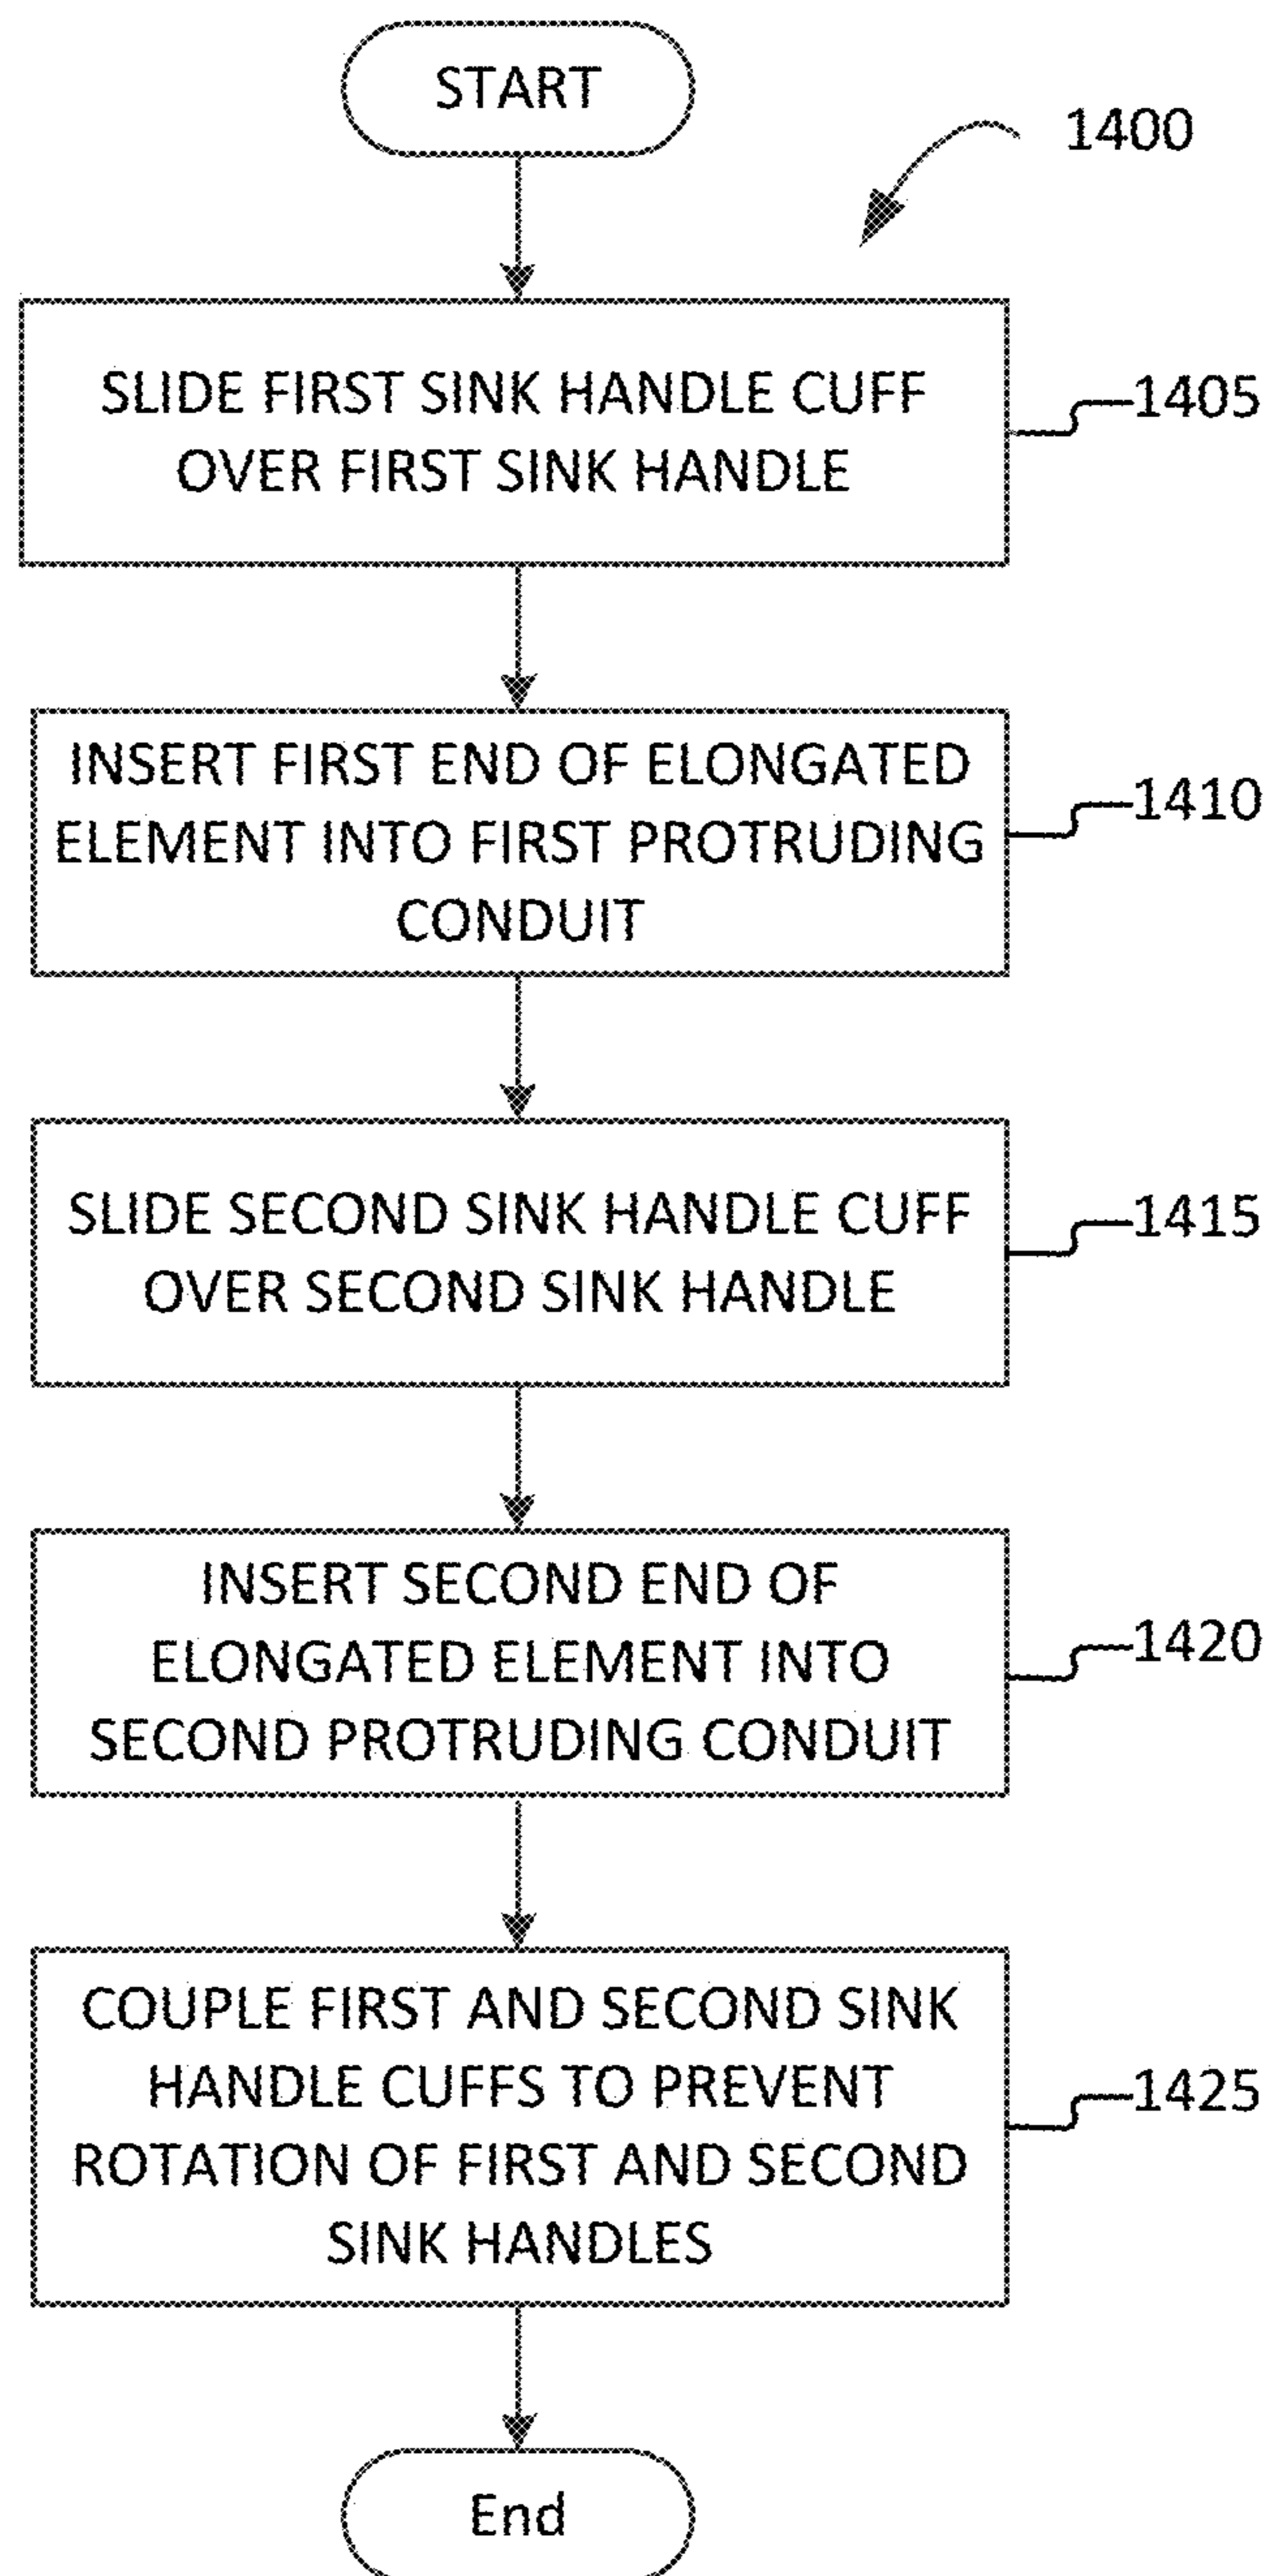 START
1400
SLIDE FIRST SINK HANDLE CUFF
OVER FIRST SINK HANDLE
1405
INSERT FIRST END OF ELONGATED
ELEMENT INTO FIRST PROTRUDING
CONDUIT
1410
SLIDE SECOND SINK HANDLE CUFF
OVER SECOND SINK HANDLE
1415
INSERT SECOND END OF
ELONGATED ELEMENT INTO
SECOND PROTRUDING CONDUIT
1420
COUPLE FIRST AND SECOND SINK
HANDLE CUFFS TO PREVENT
ROTATION OF FIRST AND SECOND
SINK HANDLES
1425
End